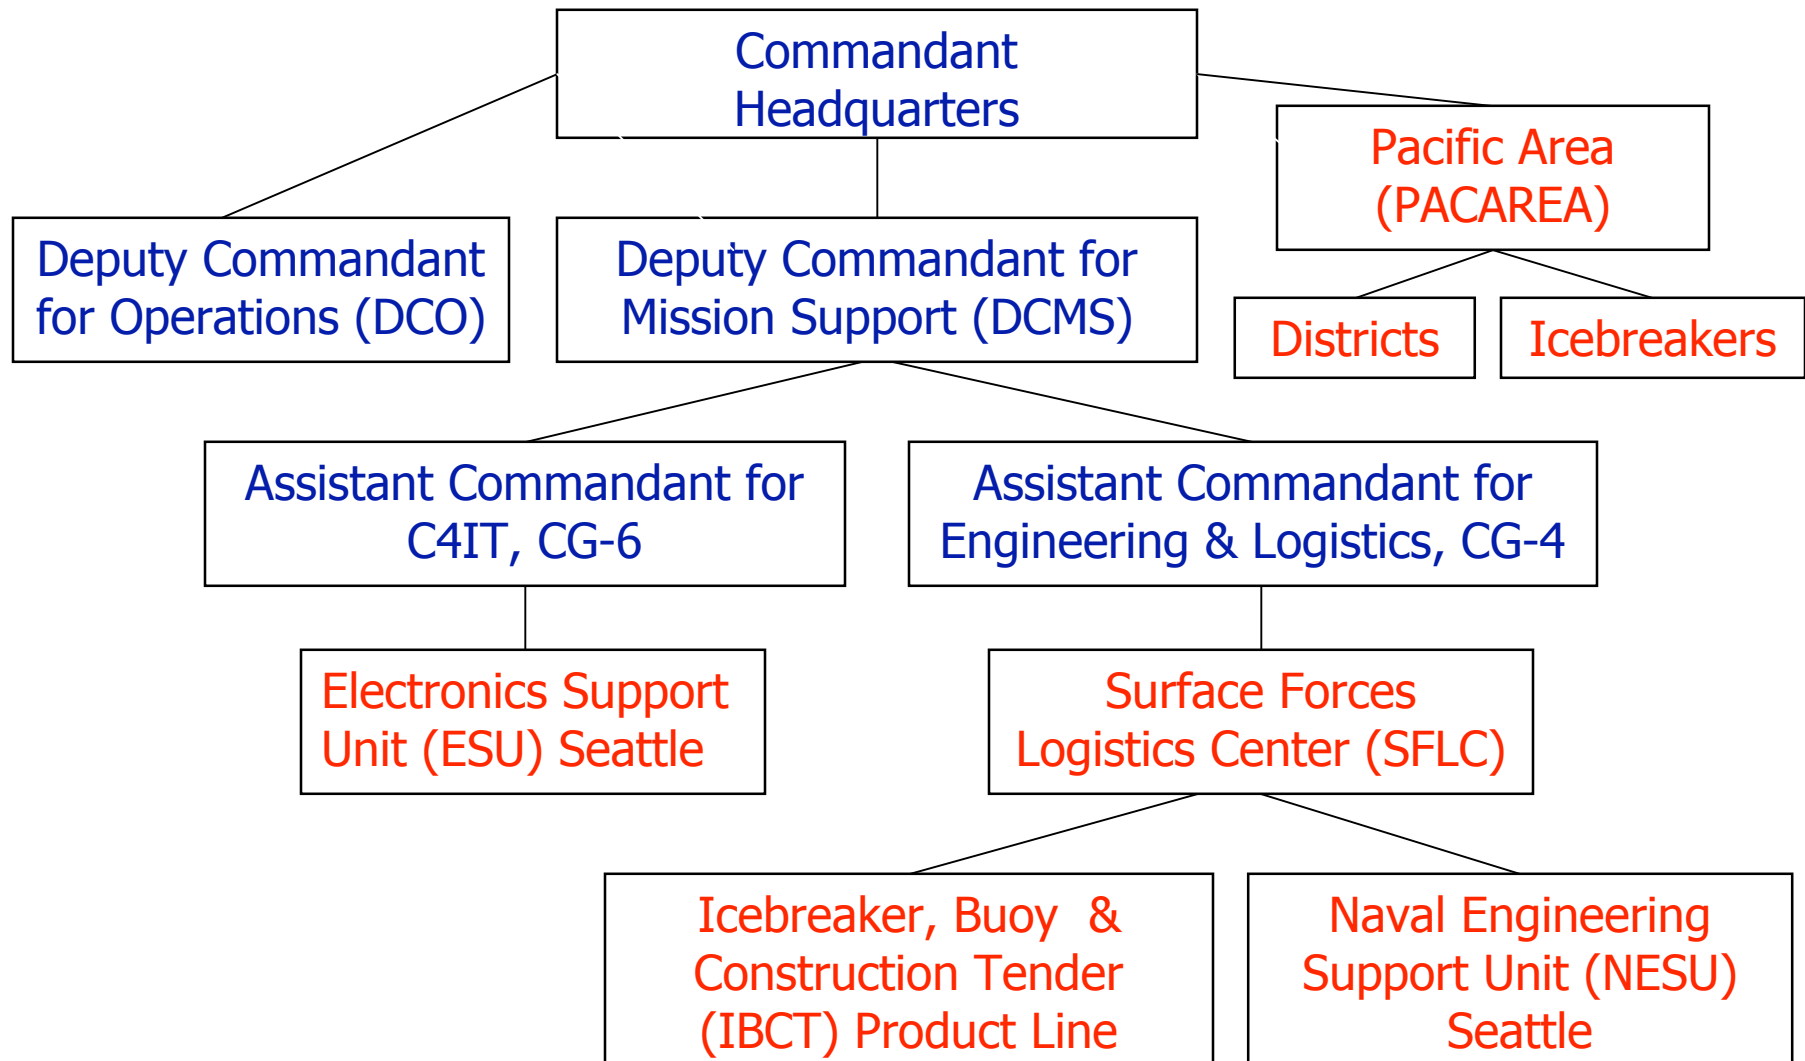 Commandant
Headquarters
Pacific Area
(PACAREA)
Deputy Commandant
for Operations (DCO)
Deputy Commandant for
Mission Support (DCMS)
Districts
Icebreakers
Assistant Commandant for
C4IT, CG-6
Assistant Commandant for
Engineering & Logistics, CG-4
Electronics Support
Unit (ESU) Seattle
Surface Forces
Logistics Center (SFLC)
Icebreaker, Buoy &
Construction Tender
(IBCT) Product Line
Naval Engineering
Support Unit (NESU)
Seattle